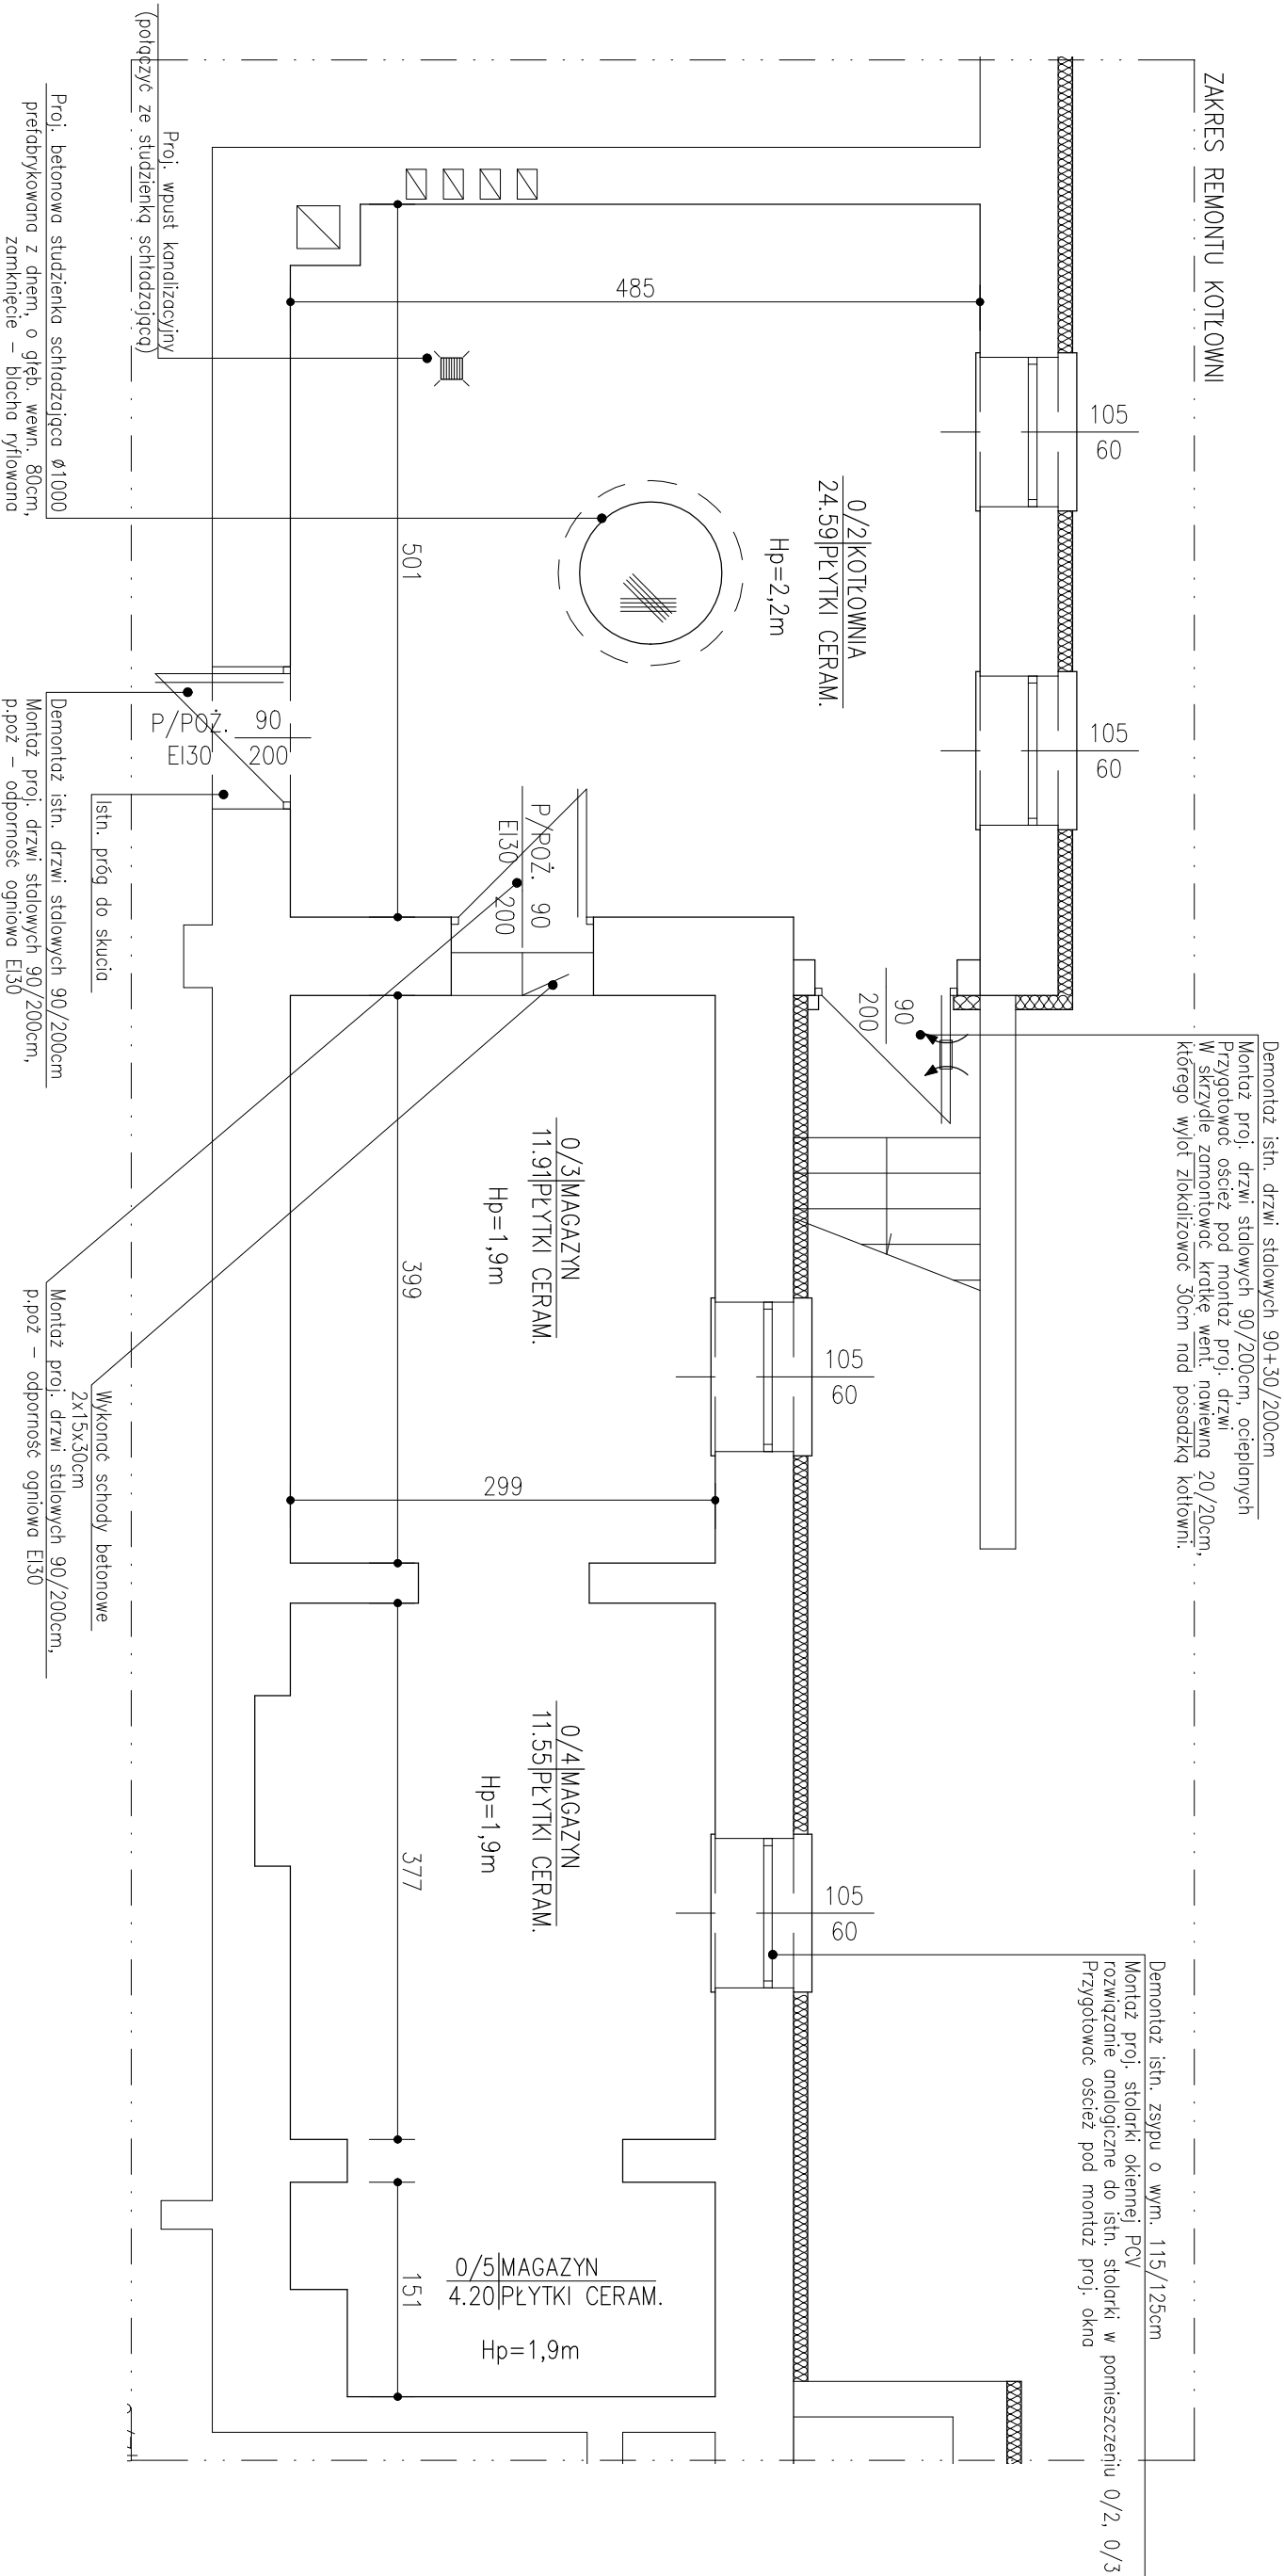 ZAKRES REMONTU KOTŁOWNI
105
60
105
60
485
0/2 KOTŁOWNIA
24.59 PŁYTKI CERAM.
Hp=2,2m
501
Proj. wpust kanalizacyjny
(połączyć ze studzienką schładzającą)
Proj. betonowa studzienka schładzająca ø1000
prefabrykowana z dnem, o głęb. wewn. 80cm,
zamknięcie – blacha ryflowana
P/POŻ. 90
EI30 200
Demontaż istn. drzwi stalowych 90/200cm
Montaż proj. drzwi stalowych 90/200cm,
p.poż – odporność ogniowa EI30
Istn. próg do skucia
P/POŻ. 90
EI30 200
90
200
Demontaż istn. drzwi stalowych 90+30/200cm
Montaż proj. drzwi stalowych 90/200cm, ocieplanych
Przygotować oścież pod montaż proj. drzwi
W skrzydle zamontować kratkę went. nawiewną 20/20cm,
którego wylot zlokalizować 30cm nad posadzką kotłowni.
0/3 MAGAZYN
11.91 PŁYTKI CERAM.
Hp=1,9m
399
299
105
60
Wykonać schody betonowe
2x15x30cm
Montaż proj. drzwi stalowych 90/200cm,
p.poż – odporność ogniowa EI30
0/4 MAGAZYN
11.55 PŁYTKI CERAM.
Hp=1,9m
377
105
60
Demontaż istn. zsypu o wym. 115/125cm
Montaż proj. stolarki okiennej PCV
rozwiązanie analogiczne do istn. stolarki w pomieszczeniu 0/2, 0/3
Przygotować oścież pod montaż proj. okna
0/5 MAGAZYN
4.20 PŁYTKI CERAM.
Hp=1,9m
151